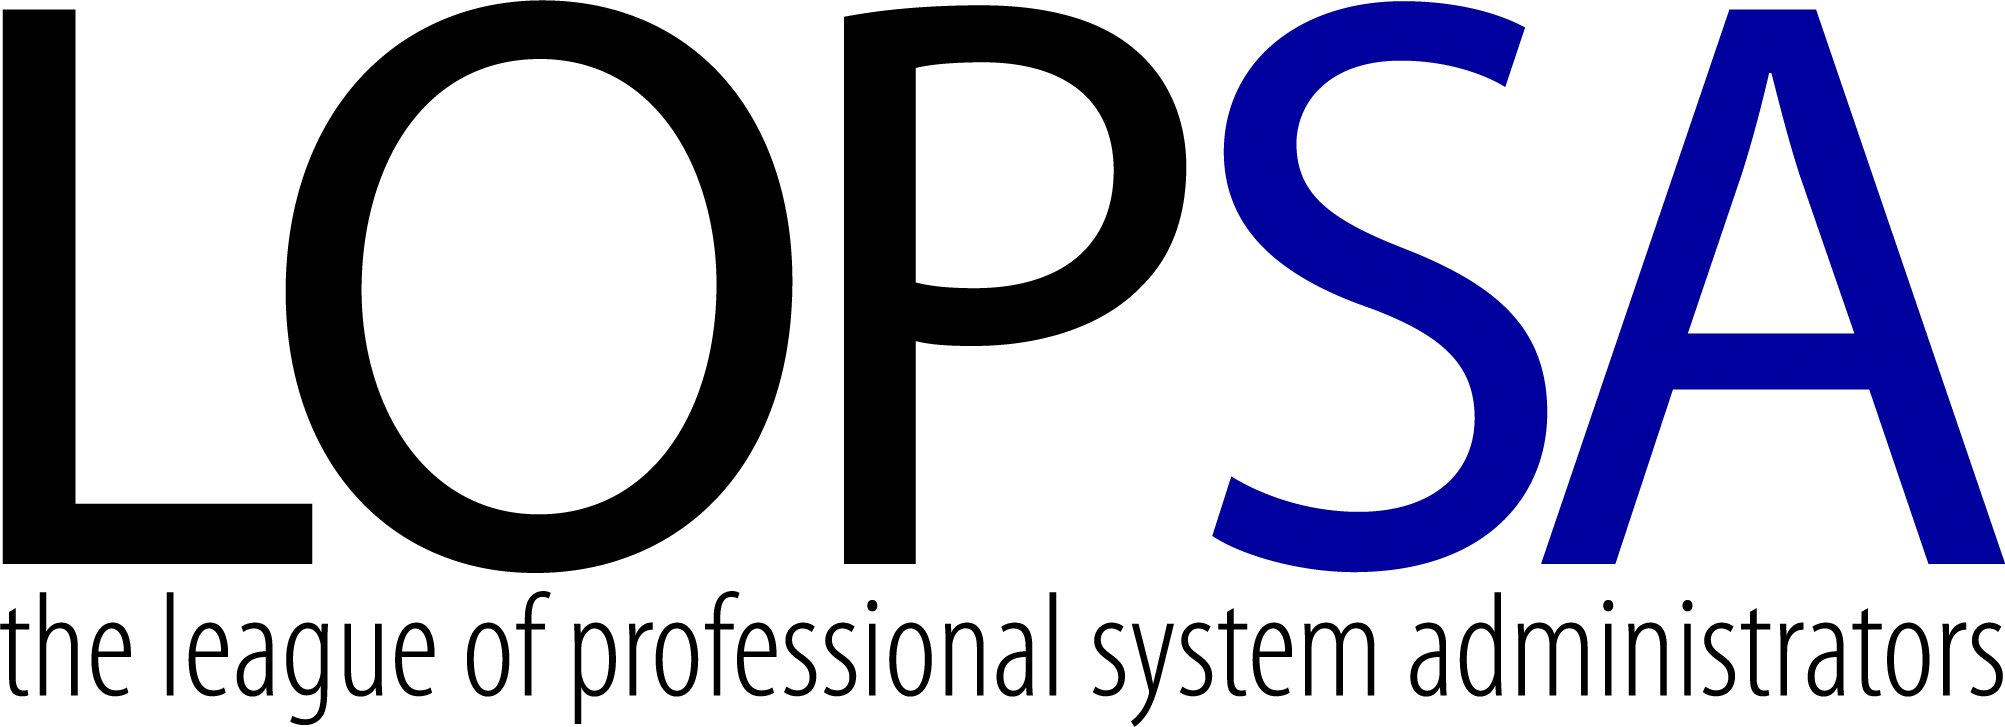 LOPSA
the league of professional system administrators